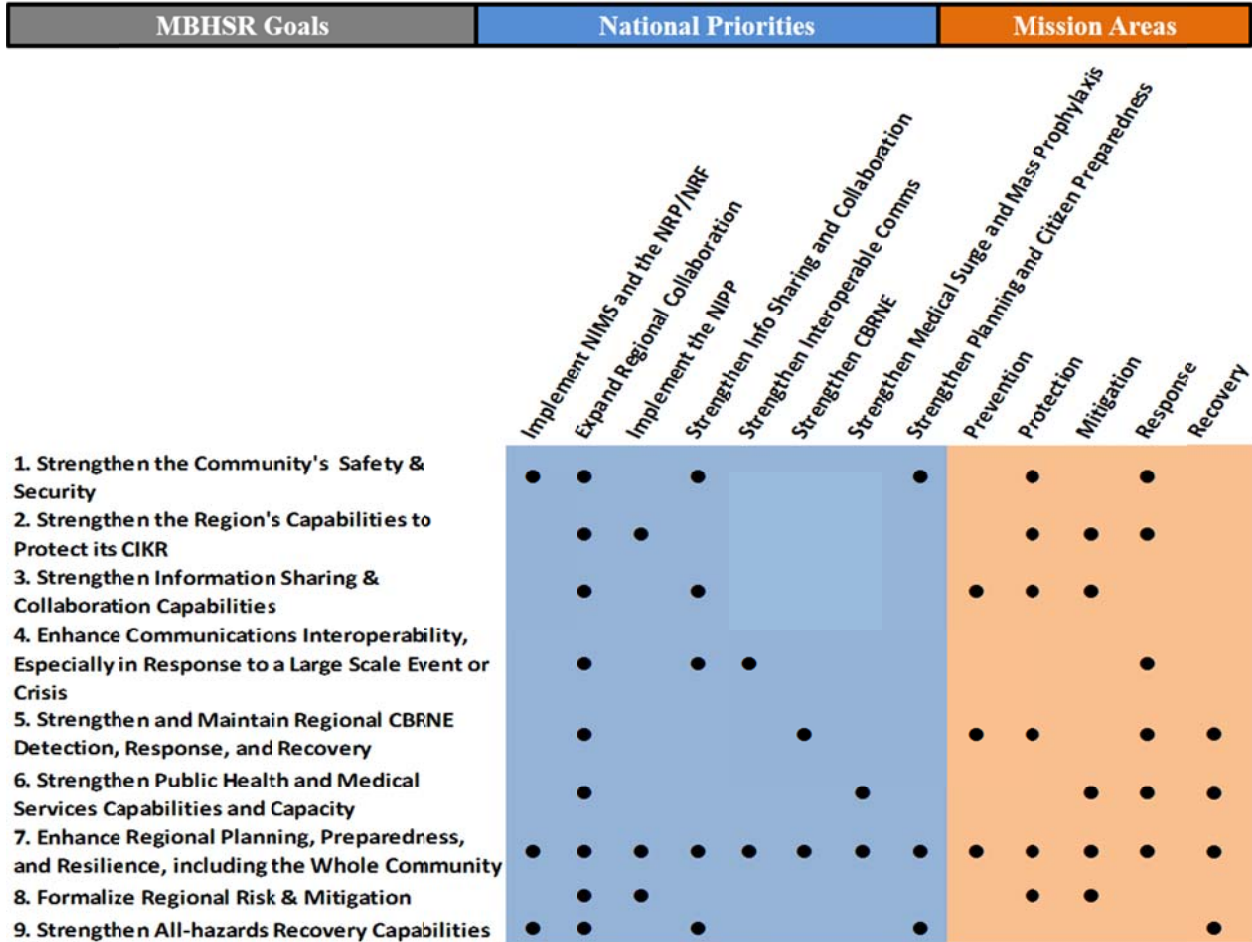 MBHSR Goals National Priorities Mission Areas
Implement NIMS and the NRP/NRF
Expand Regional Collaboration
Implement the NIPP
Strengthen Info Sharing and Collaboration
Strengthen Interoperable Comms
Strengthen CBRNE
Strengthen Medical Surge and Mass Prophylaxis
Strengthen Planning and Citizen Preparedness
Prevention
Protection
Mitigation
Response
Recovery
1. Strengthen the Community's Safety &
Security
2. Strengthen the Region's Capabilities to
Protect its CIKR
3. Strengthen Information Sharing &
Collaboration Capabilities
4. Enhance Communications Interoperability,
Especially in Response to a Large Scale Event or
Crisis
5. Strengthen and Maintain Regional CBRNE
Detection, Response, and Recovery
6. Strengthen Public Health and Medical
Services Capabilities and Capacity
7. Enhance Regional Planning, Preparedness,
and Resilience, including the Whole Community
8. Formalize Regional Risk & Mitigation
9. Strengthen All-hazards Recovery Capabilities